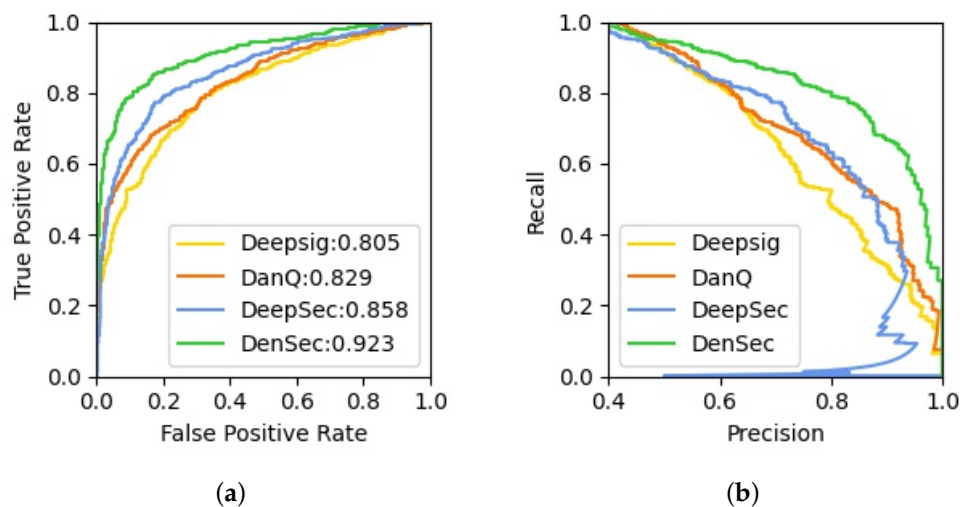 True Positive Rate
1.0
0.8
0.6
0.4
0.2
0.0
Deepsig:0.805
DanQ:0.829
DeepSec:0.858
DenSec:0.923
0.0 0.2 0.4 0.6 0.8 1.0
False Positive Rate
(a)
Recall
1.0
0.8
0.6
0.4
0.2
0.0
Deepsig
DanQ
DeepSec
DenSec
0.4 0.6 0.8 1.0
Precision
(b)